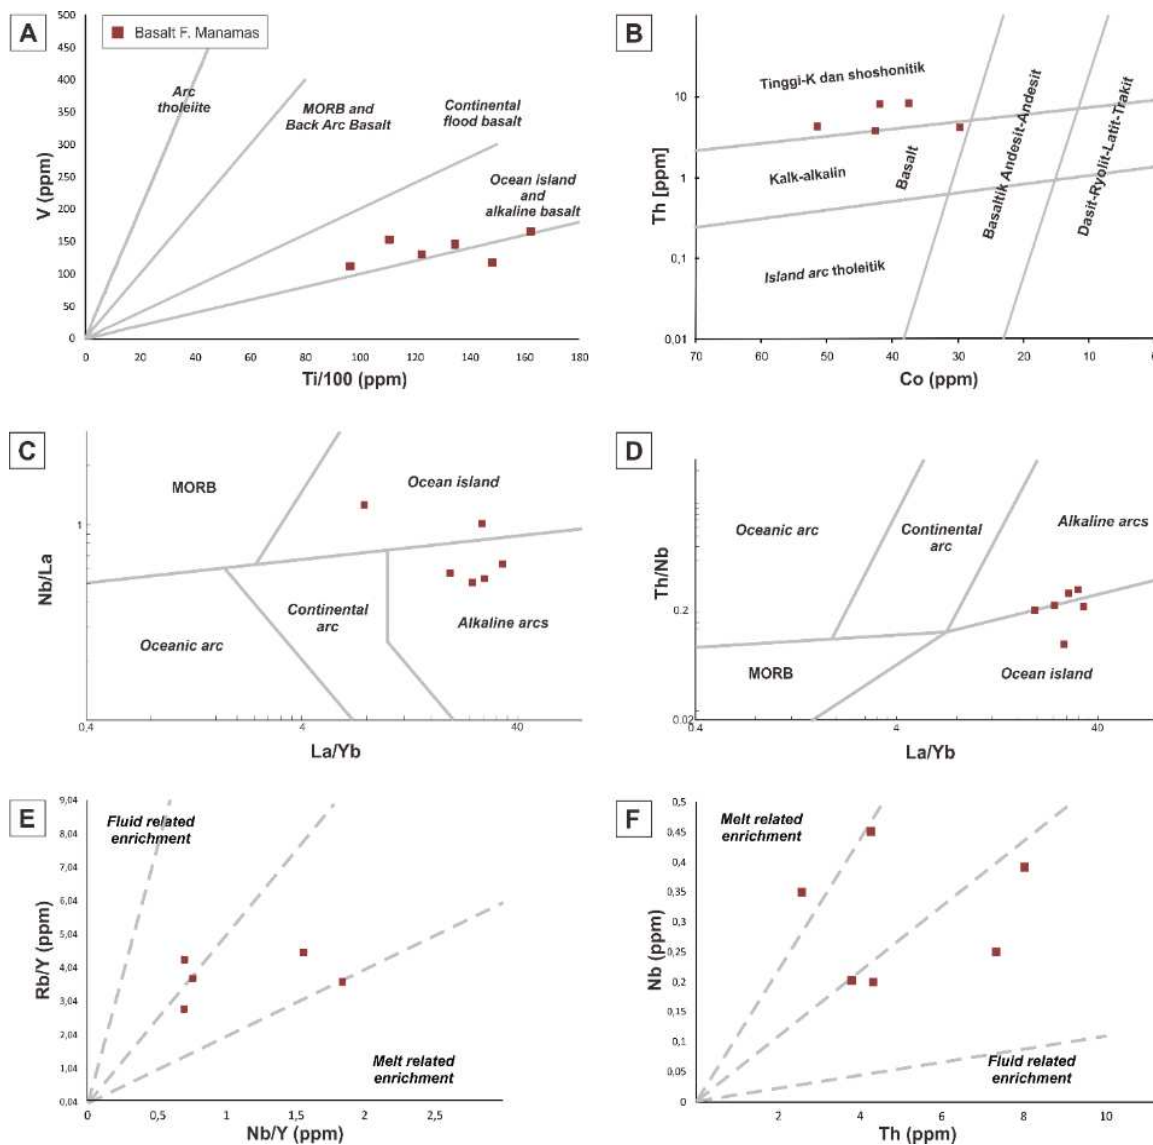 A
Basalt F. Manamas
500
450
400
350
300
250
200
150
100
50
0
V (ppm)
Arc
tholeiite
MORB and
Back Arc Basalt
Continental
flood basalt
Ocean island
and
alkaline basalt
0 20 40 60 80 100 120 140 160 180
Ti/100 (ppm)
B
Tinggi-K dan shoshonitik
Kalk-alkalin
Island arc tholeitik
Basalt
Basaltik Andesit-Andesit
Dasit-Ryolit-Latit-Trakit
10
1
0,1
0,01
Th [ppm]
70 60 50 40 30 20 10
Co (ppm)
C
MORB
Ocean island
Oceanic arc
Continental
arc
Alkaline arcs
1
Nb/La
0.4 4 40
La/Yb
D
Oceanic arc
Continental
arc
Alkaline arcs
MORB
Ocean island
0.2
0.02
Th/Nb
0.4 4 40
La/Yb
E
Fluid related
enrichment
Melt related
enrichment
9,04
8,04
7,04
6,04
5,04
4,04
3,04
2,04
1,04
0,04
Rb/Y (ppm)
0 0,5 1 1,5 2 2,5
Nb/Y (ppm)
F
Melt related
enrichment
Fluid related
enrichment
0,5
0,45
0,4
0,35
0,3
0,25
0,2
0,15
0,1
0,05
0
Nb (ppm)
2 4 6 8 10
Th (ppm)